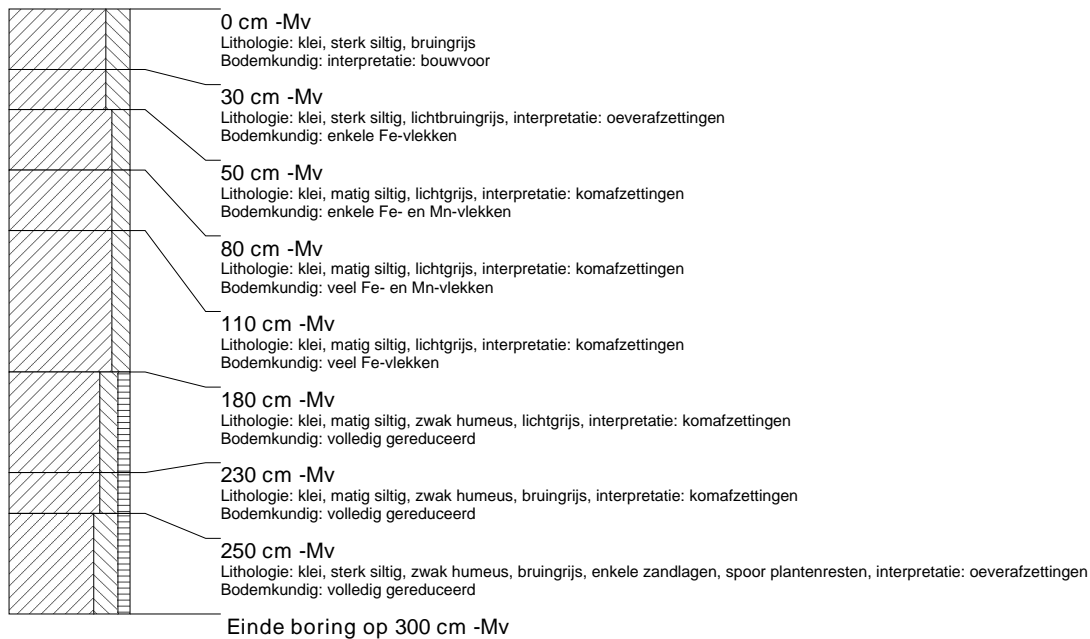 0 cm -Mv
Lithologie: klei, sterk siltig, bruingrijs
Bodemkundig: interpretatie: bouwvoor
30 cm -Mv
Lithologie: klei, sterk siltig, lichtbruingrijs, interpretatie: oeverafzettingen
Bodemkundig: enkele Fe-vlekken
50 cm -Mv
Lithologie: klei, matig siltig, lichtgrijs, interpretatie: komafzettingen
Bodemkundig: enkele Fe- en Mn-vlekken
80 cm -Mv
Lithologie: klei, matig siltig, lichtgrijs, interpretatie: komafzettingen
Bodemkundig: veel Fe- en Mn-vlekken
110 cm -Mv
Lithologie: klei, matig siltig, lichtgrijs, interpretatie: komafzettingen
Bodemkundig: veel Fe-vlekken
180 cm -Mv
Lithologie: klei, matig siltig, zwak humeus, lichtgrijs, interpretatie: komafzettingen
Bodemkundig: volledig gereduceerd
230 cm -Mv
Lithologie: klei, matig siltig, zwak humeus, bruingrijs, interpretatie: komafzettingen
Bodemkundig: volledig gereduceerd
250 cm -Mv
Lithologie: klei, sterk siltig, zwak humeus, bruingrijs, enkele zandlagen, spoor plantenresten, interpretatie: oeverafzettingen
Bodemkundig: volledig gereduceerd
Einde boring op 300 cm -Mv